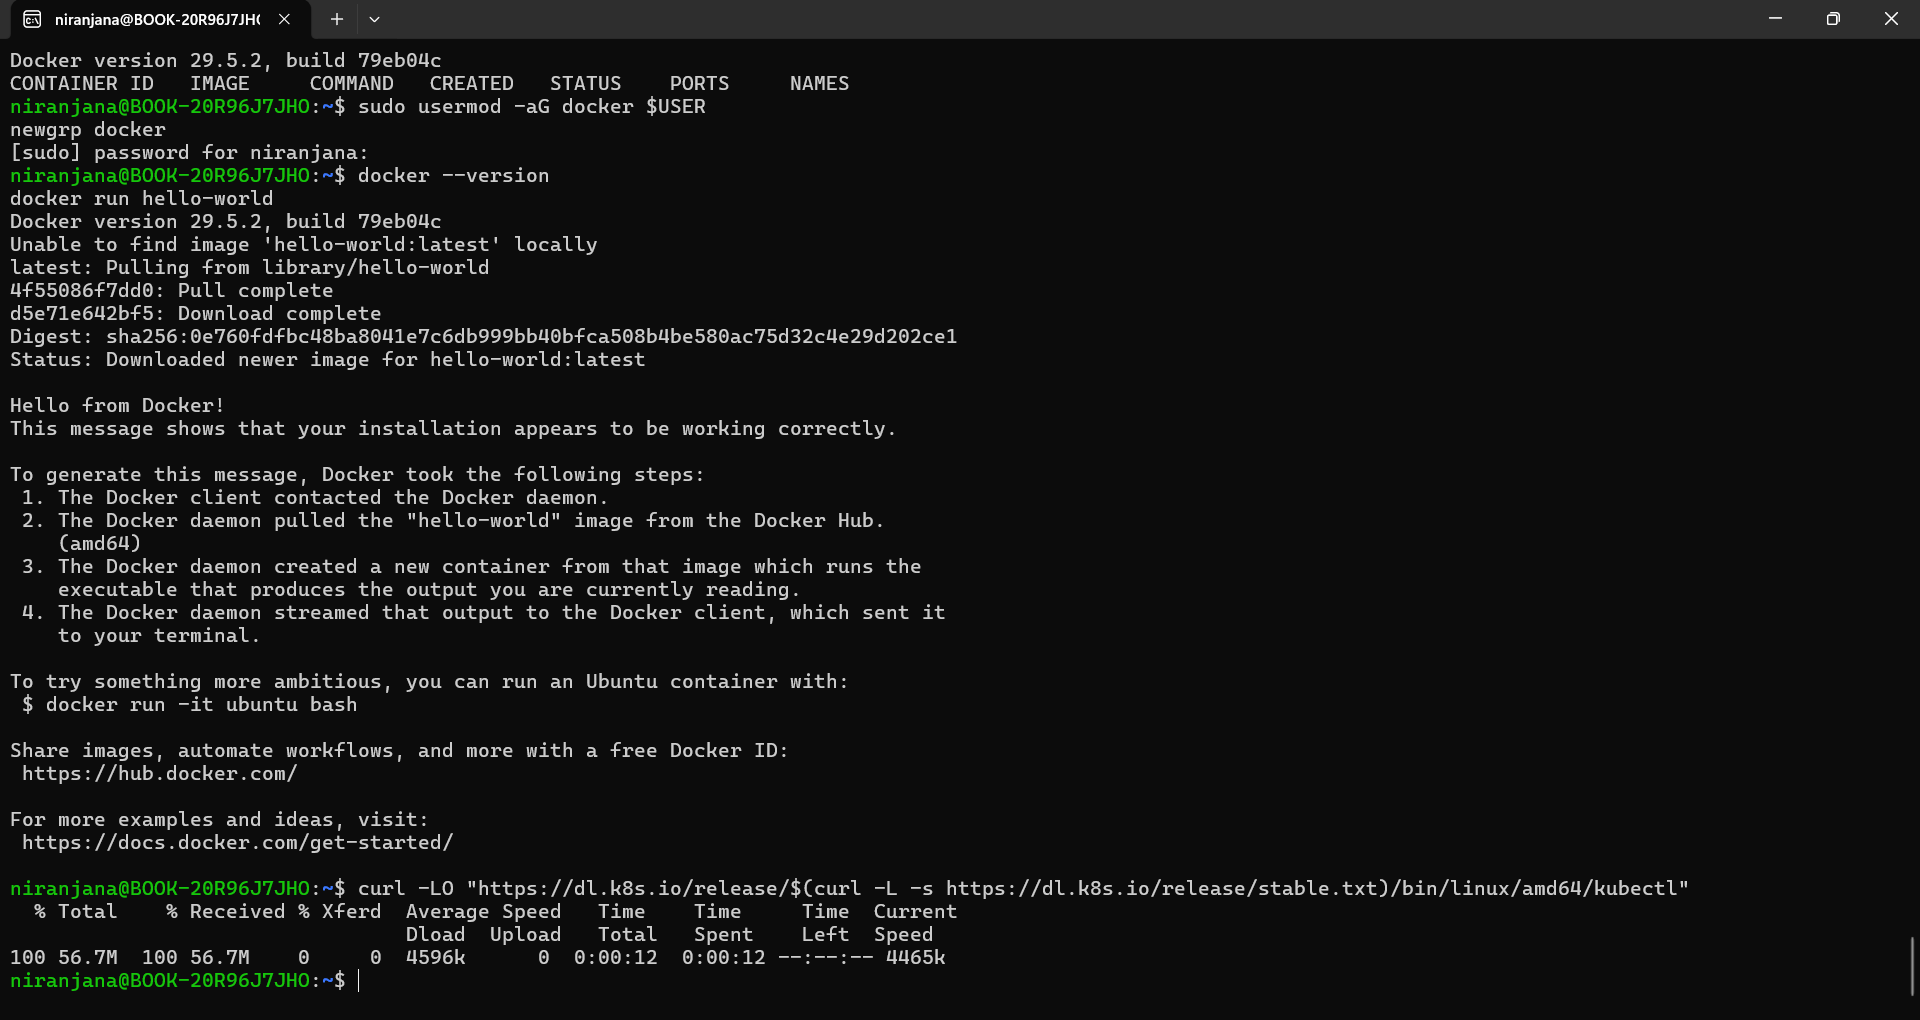 niranjana@BOOK-20R96J7JH
Docker version 29.5.2, build 79eb04c
CONTAINER ID   IMAGE     COMMAND   CREATED   STATUS    PORTS     NAMES
niranjana@BOOK-20R96J7JHO:~$ sudo usermod -aG docker $USER
newgrp docker
[sudo] password for niranjana:
niranjana@BOOK-20R96J7JHO:~$ docker --version
docker run hello-world
Docker version 29.5.2, build 79eb04c
Unable to find image 'hello-world:latest' locally
latest: Pulling from library/hello-world
4f55086f7dd0: Pull complete
d5e71e642bf5: Download complete
Digest: sha256:0e760fdfbc48ba8041e7c6db999bb40bfca508b4be580ac75d32c4e29d202ce1
Status: Downloaded newer image for hello-world:latest
Hello from Docker!
This message shows that your installation appears to be working correctly.
To generate this message, Docker took the following steps:
 1. The Docker client contacted the Docker daemon.
 2. The Docker daemon pulled the "hello-world" image from the Docker Hub.
    (amd64)
 3. The Docker daemon created a new container from that image which runs the
    executable that produces the output you are currently reading.
 4. The Docker daemon streamed that output to the Docker client, which sent it
    to your terminal.
To try something more ambitious, you can run an Ubuntu container with:
 $ docker run -it ubuntu bash
Share images, automate workflows, and more with a free Docker ID:
 https://hub.docker.com/
For more examples and ideas, visit:
 https://docs.docker.com/get-started/
niranjana@BOOK-20R96J7JHO:~$ curl -LO "https://dl.k8s.io/release/$(curl -L -s https://dl.k8s.io/release/stable.txt)/bin/linux/amd64/kubectl"
  % Total    % Received % Xferd  Average Speed   Time    Time     Time  Current
                                 Dload  Upload   Total   Spent    Left  Speed
100 56.7M  100 56.7M    0     0  4596k      0  0:00:12  0:00:12 --:--:-- 4465k
niranjana@BOOK-20R96J7JHO:~$